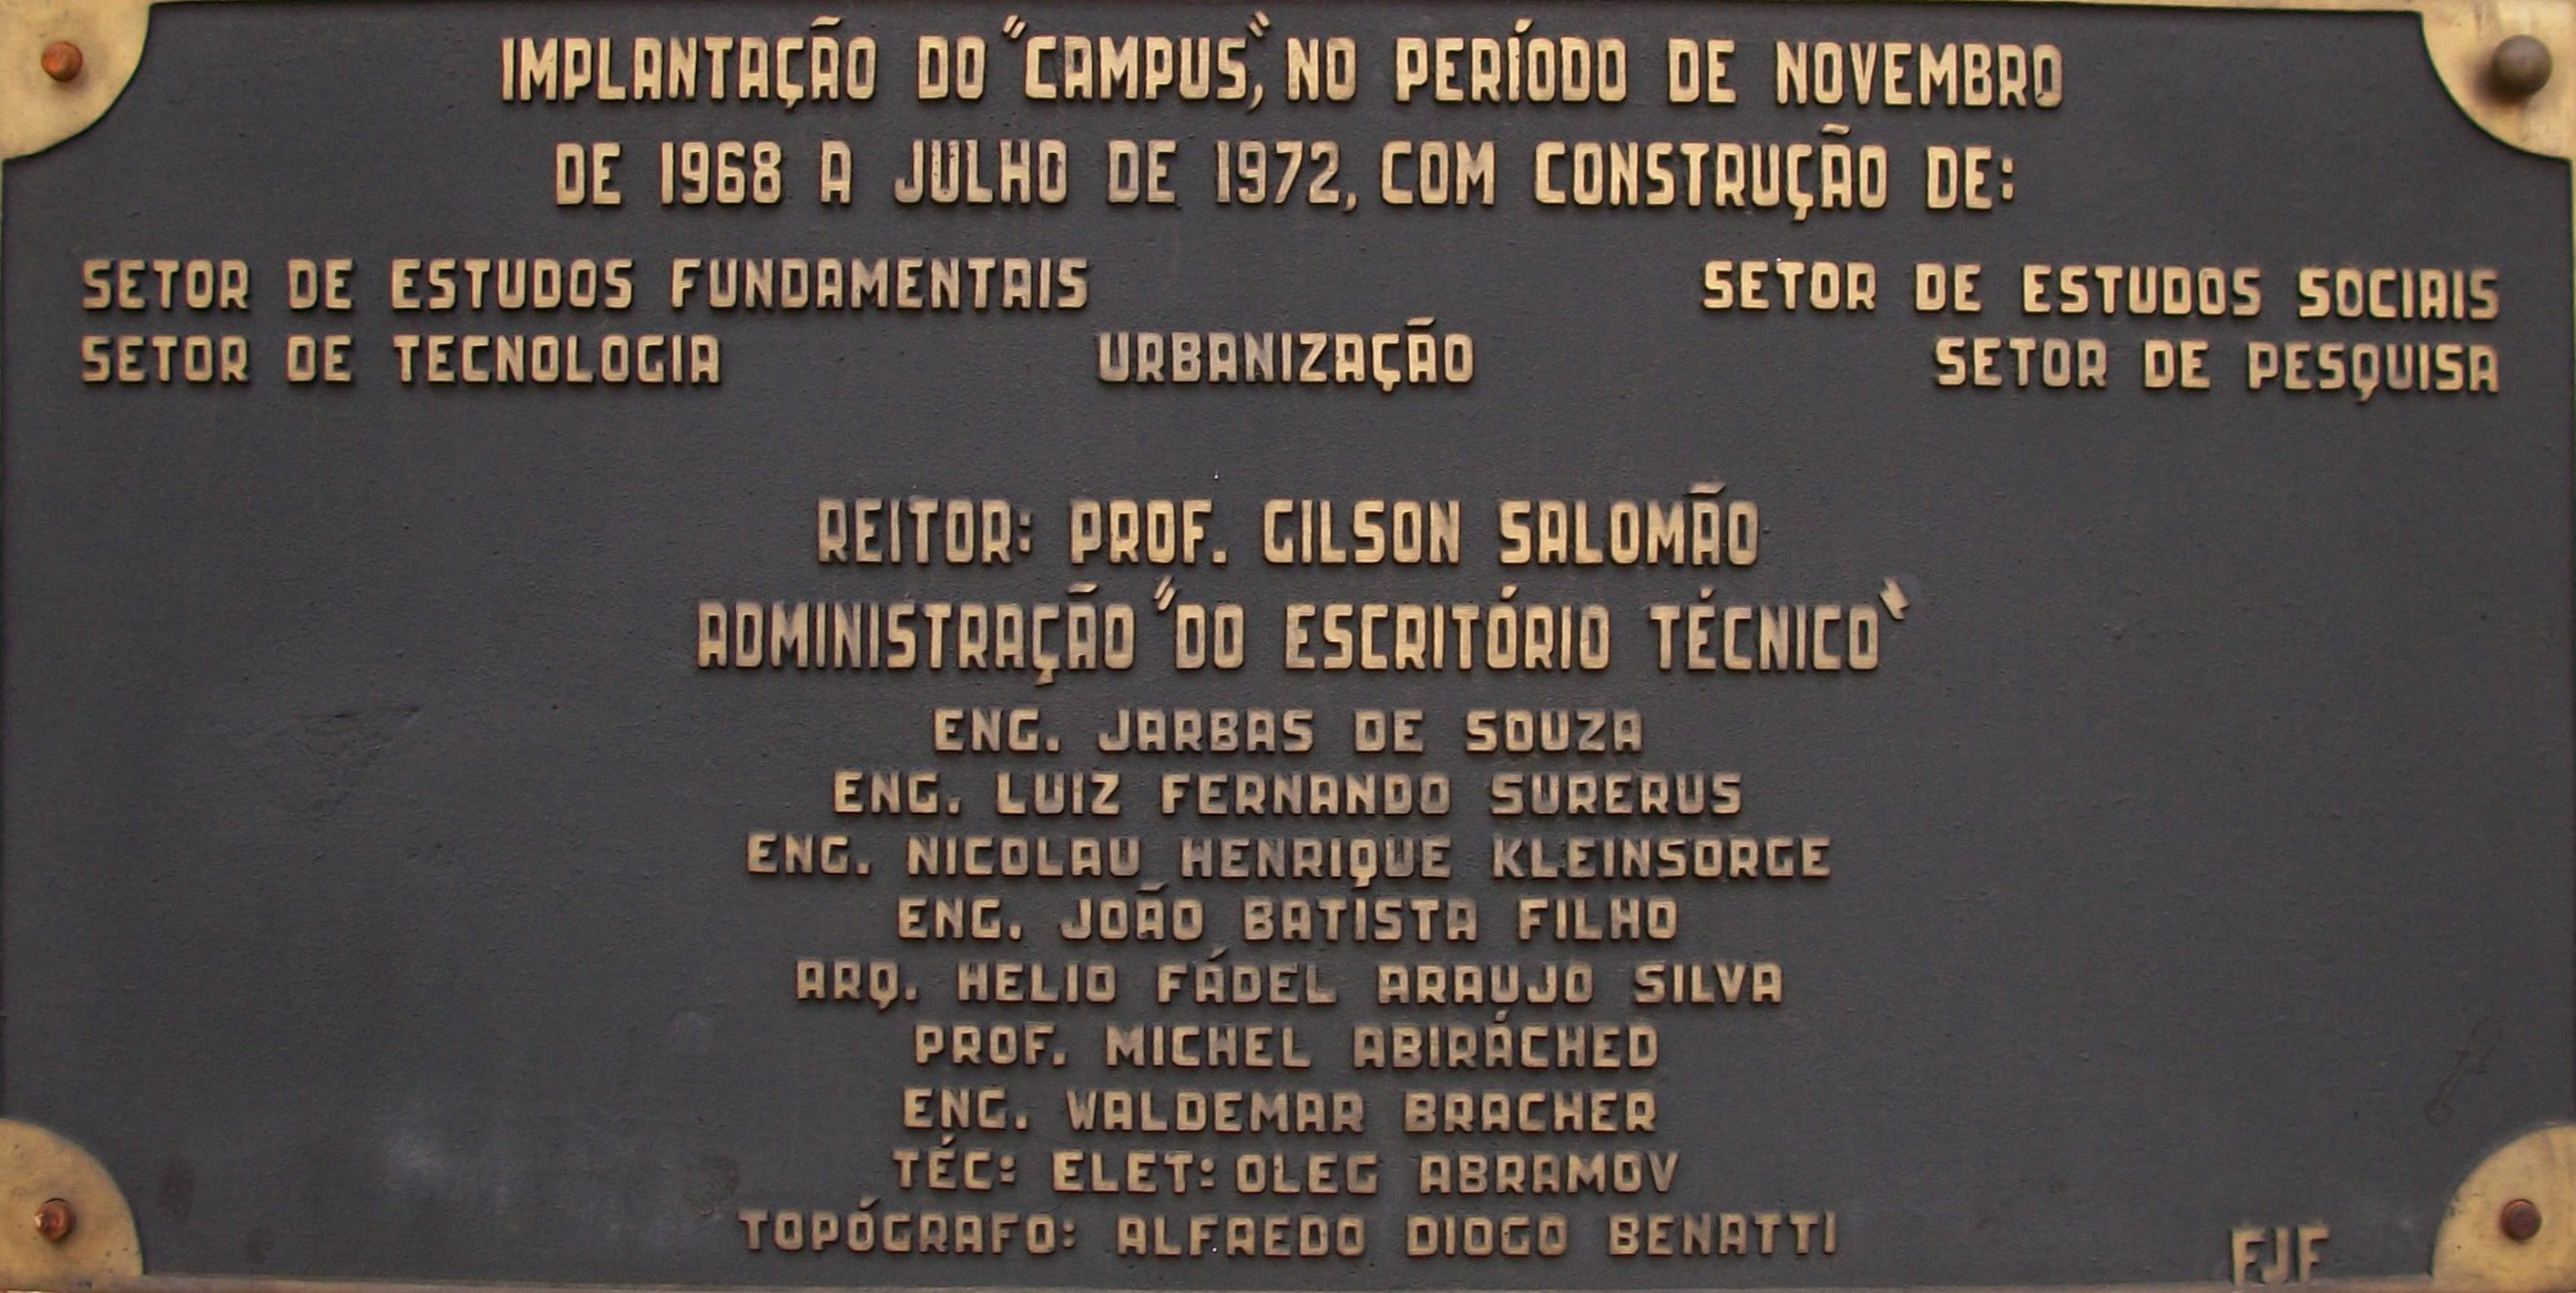 IMPLANTAÇÃO DO "CAMPUS", NO PERÍODO DE NOVEMBRO
DE 1968 A JULHO DE 1972, COM CONSTRUÇÃO DE:
SETOR DE ESTUDOS FUNDAMENTAIS SETOR DE ESTUDOS SOCIAIS
SETOR DE TECNOLOGIA URBANIZAÇÃO SETOR DE PESQUISA
REITOR: PROF. GILSON SALOMÃO
ADMINISTRAÇÃO "DO ESCRITÓRIO TÉCNICO"
ENG. JARBAS DE SOUZA
ENG. LUIZ FERNANDO SURERUS
ENG. NICOLAU HENRIQUE KLEINSORGE
ENG. JOÃO BATISTA FILHO
ARQ. HELIO FÁDEL ARAUJO SILVA
PROF. MICHEL ABIRÁCHED
ENG. WALDEMAR BRACHER
TÉC: ELET: OLEG ABRAMOV
TOPÓGRAFO: ALFREDO DIOGO BENATTI
FJF